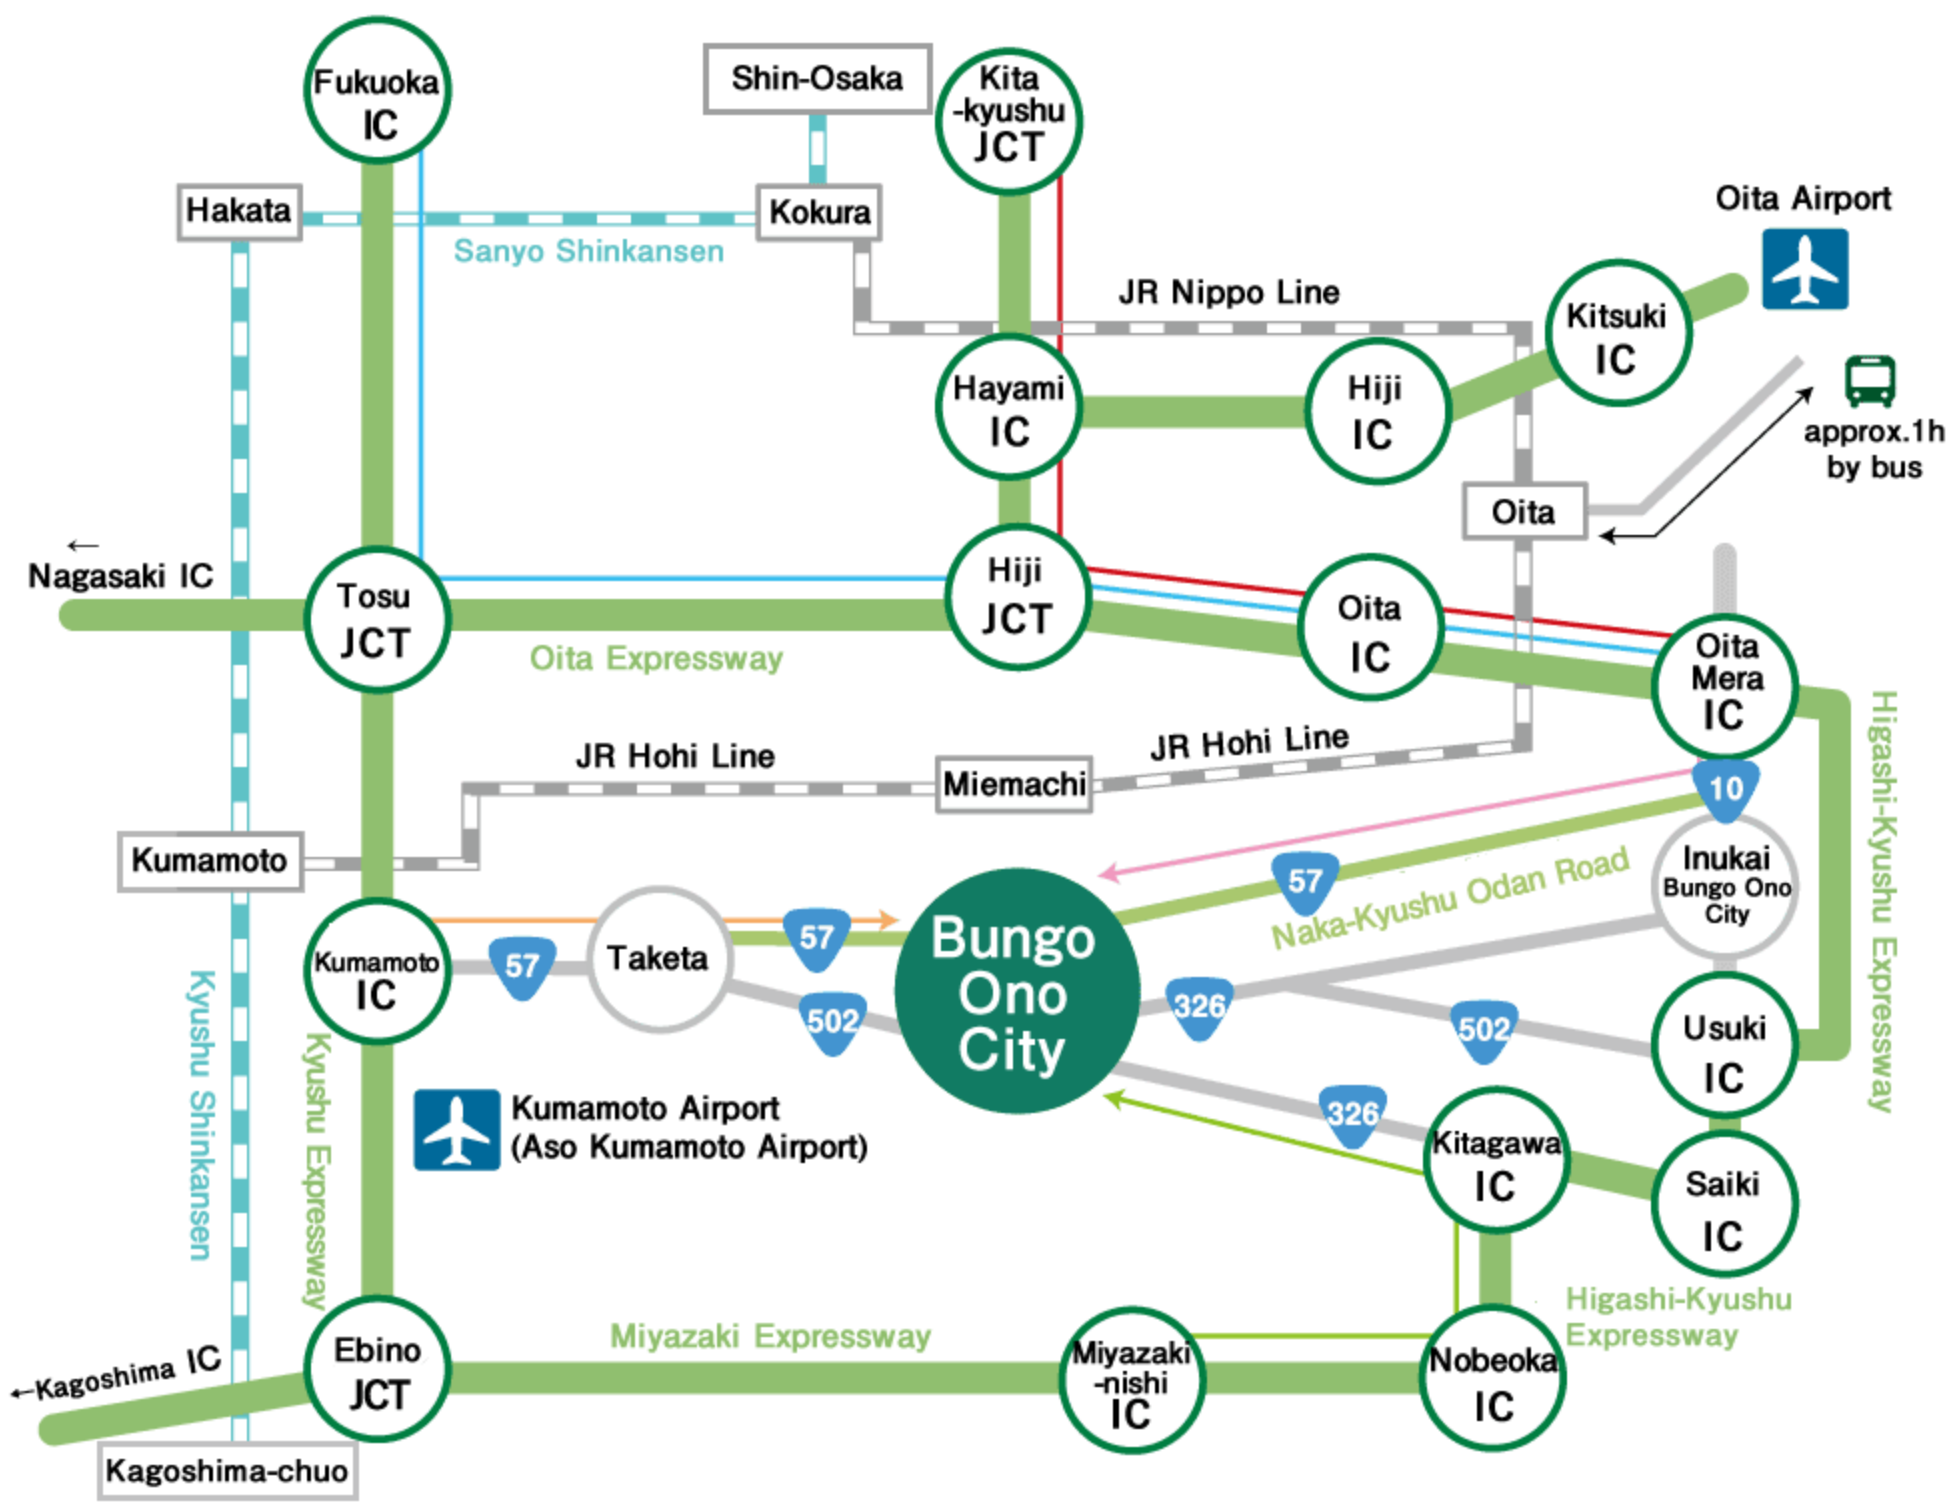 Fukuoka
IC
Shin-Osaka
Kita
-kyushu
JCT
Hakata
Kokura
Sanyo Shinkansen
Oita Airport
JR Nippo Line
Kitsuki
IC
Hayami
IC
Hiji
IC
approx.1h
by bus
Oita
←
Nagasaki IC
Tosu
JCT
Hiji
JCT
Oita
IC
Oita
Mera
IC
Oita Expressway
Higashi-Kyushu Expressway
JR Hohi Line
JR Hohi Line
Miemachi
10
Kumamoto
Inukai
Bungo Ono
City
57
Naka-Kyushu Odan Road
Kumamoto
IC
57
Taketa
57
502
Bungo
Ono
City
326
502
Usuki
IC
Kyushu Shinkansen
Kyushu Expressway
Kumamoto Airport
(Aso Kumamoto Airport)
326
Kitagawa
IC
Saiki
IC
Higashi-Kyushu
Expressway
Miyazaki Expressway
Ebino
JCT
Miyazaki
-nishi
IC
Nobeoka
IC
←Kagoshima IC
Kagoshima-chuo